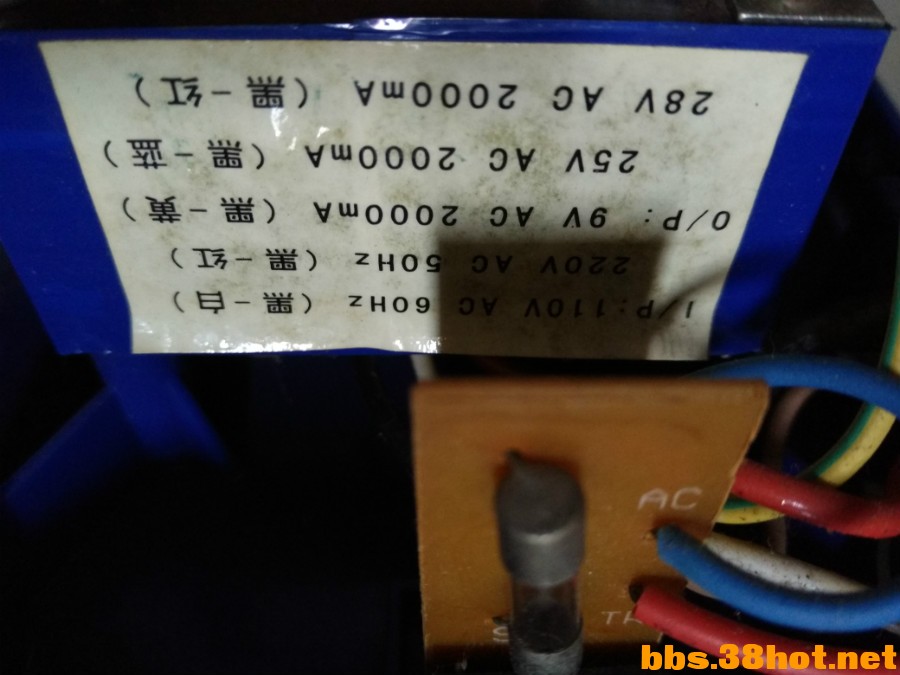 I/P:110V AC 60Hz (黑-白)
220V AC 50Hz (黑-红)
O/P: 9V AC 2000mA (黑-黄)
25V AC 2000mA (黑-蓝)
28V AC 2000mA (黑-红)
AC
bbs.38hot.net